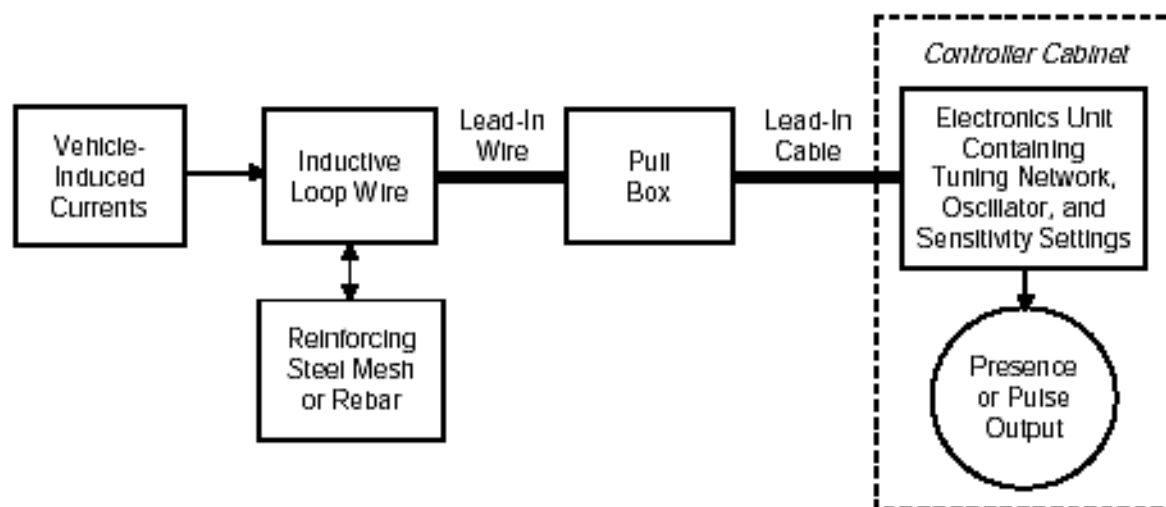 Controller Cabinet
Vehicle-
Induced
Currents
Inductive
Loop Wire
Lead-In
Wire
Pull
Box
Lead-In
Cable
Electronics Unit
Containing
Tuning Network,
Oscillator, and
Sensitivity Settings
Reinforcing
Steel Mesh
or Rebar
Presence
or Pulse
Output